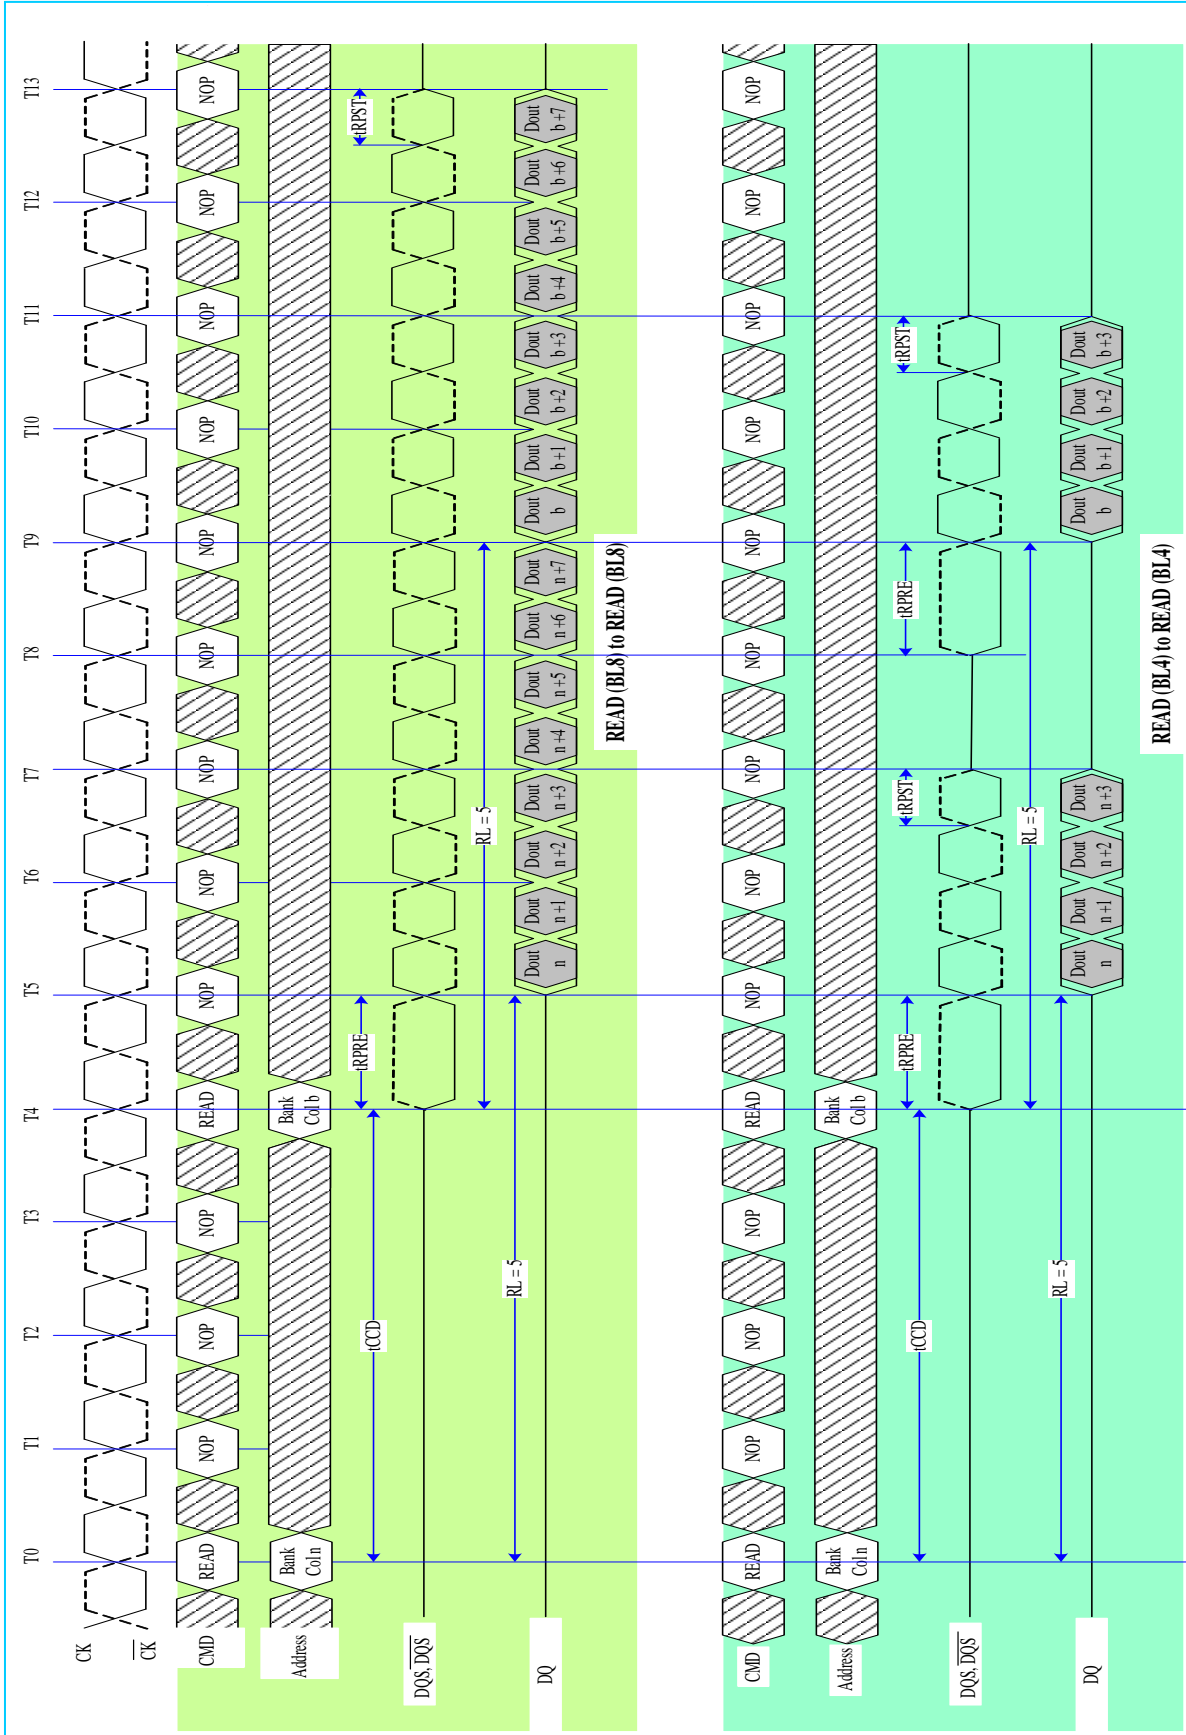 T0 T1 T2 T3 T4 T5 T6 T7 T8 T9 T10 T11 T12 T13
CK
CK
CMD READ NOP NOP NOP READ NOP NOP NOP NOP NOP NOP NOP NOP NOP
Address Bank Col n Bank Col b
tCCD tRPRE tRPST
DQS, DQS
RL = 5
RL = 5
DQ Dout n Dout n+1 Dout n+2 Dout n+3 Dout n+4 Dout n+5 Dout n+6 Dout n+7 Dout b Dout b+1 Dout b+2 Dout b+3 Dout b+4 Dout b+5 Dout b+6 Dout b+7
READ (BL8) to READ (BL8)
CMD READ NOP NOP NOP READ NOP NOP NOP NOP NOP NOP NOP NOP NOP
Address Bank Col n Bank Col b
tCCD tRPRE tRPST tRPRE tRPST
DQS, DQS
RL = 5
RL = 5
DQ Dout n Dout n+1 Dout n+2 Dout n+3 Dout b Dout b+1 Dout b+2 Dout b+3
READ (BL4) to READ (BL4)